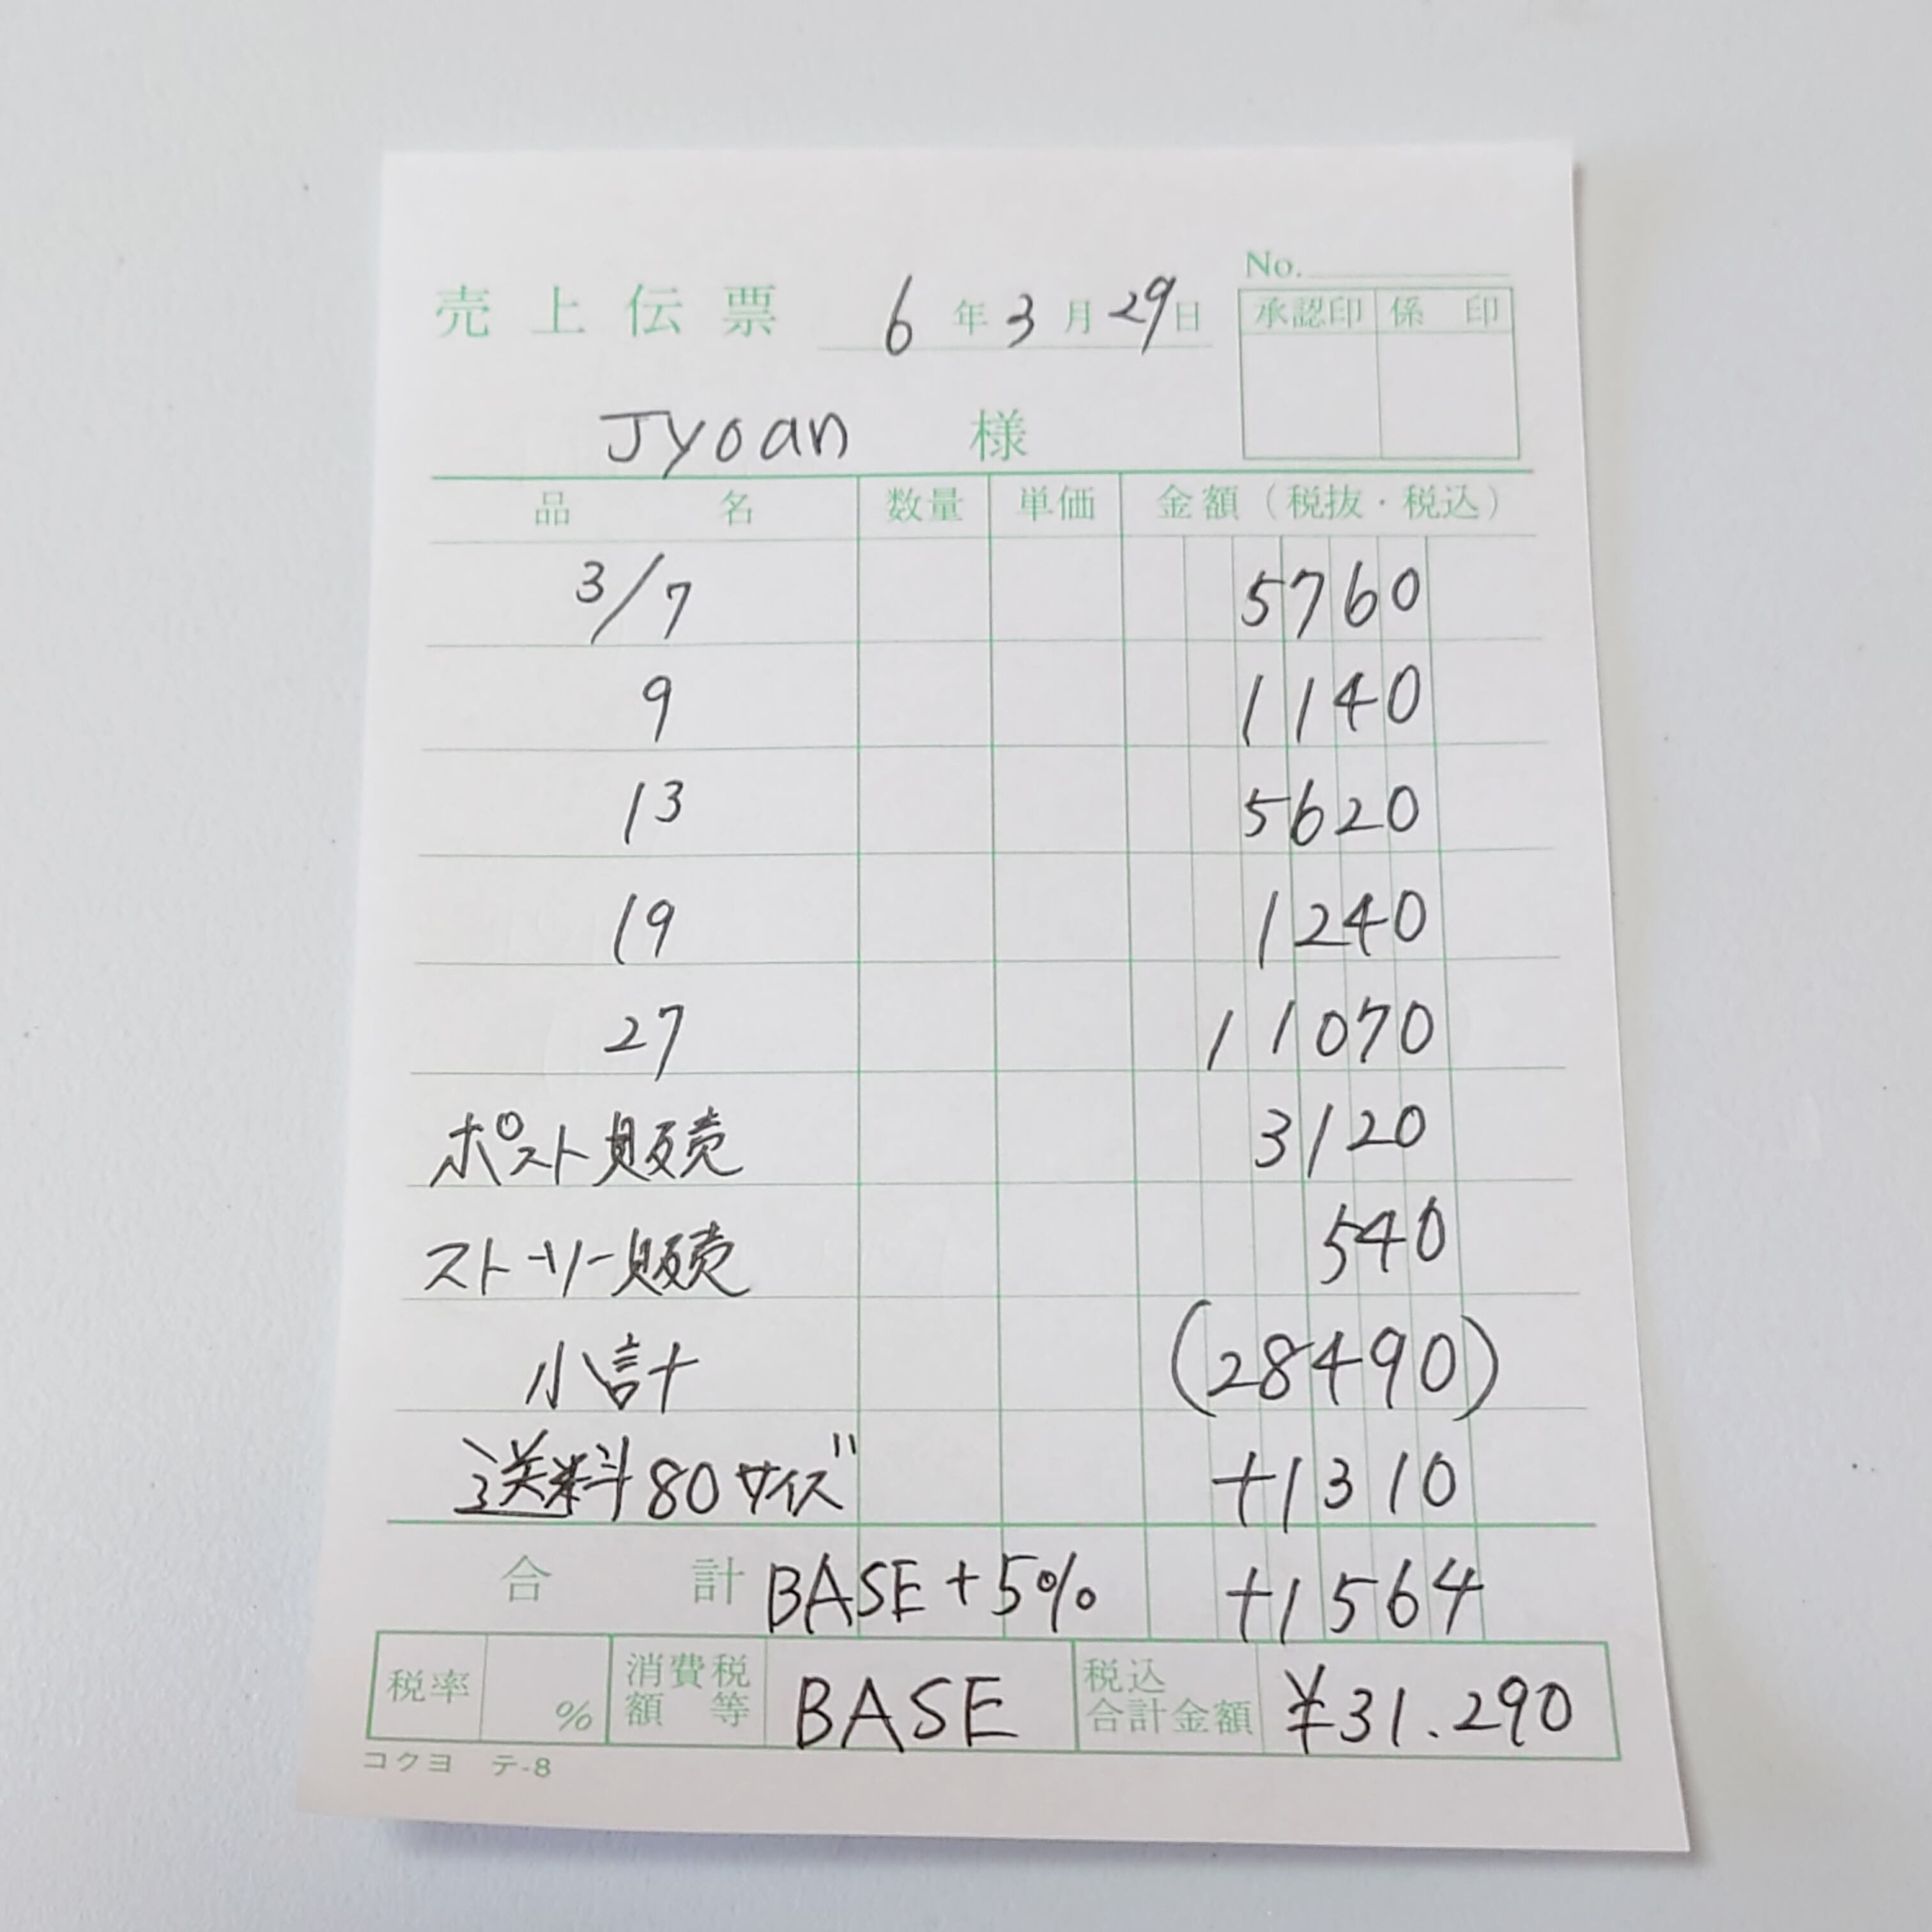 No.
売上伝票 6年3月29日
承認印 係印
Jyoan 様
品名 数量 単価 金額(税抜・税込)
3/7 5760
9 1140
13 5620
19 1240
27 11070
ポスト販売 3120
ストーリー販売 540
小計 (28490)
送料80サイズ +1310
合計 BASE+5% +1564
税率 % 消費税額等 BASE 税込合計金額 ¥31.290
コクヨ テ-8